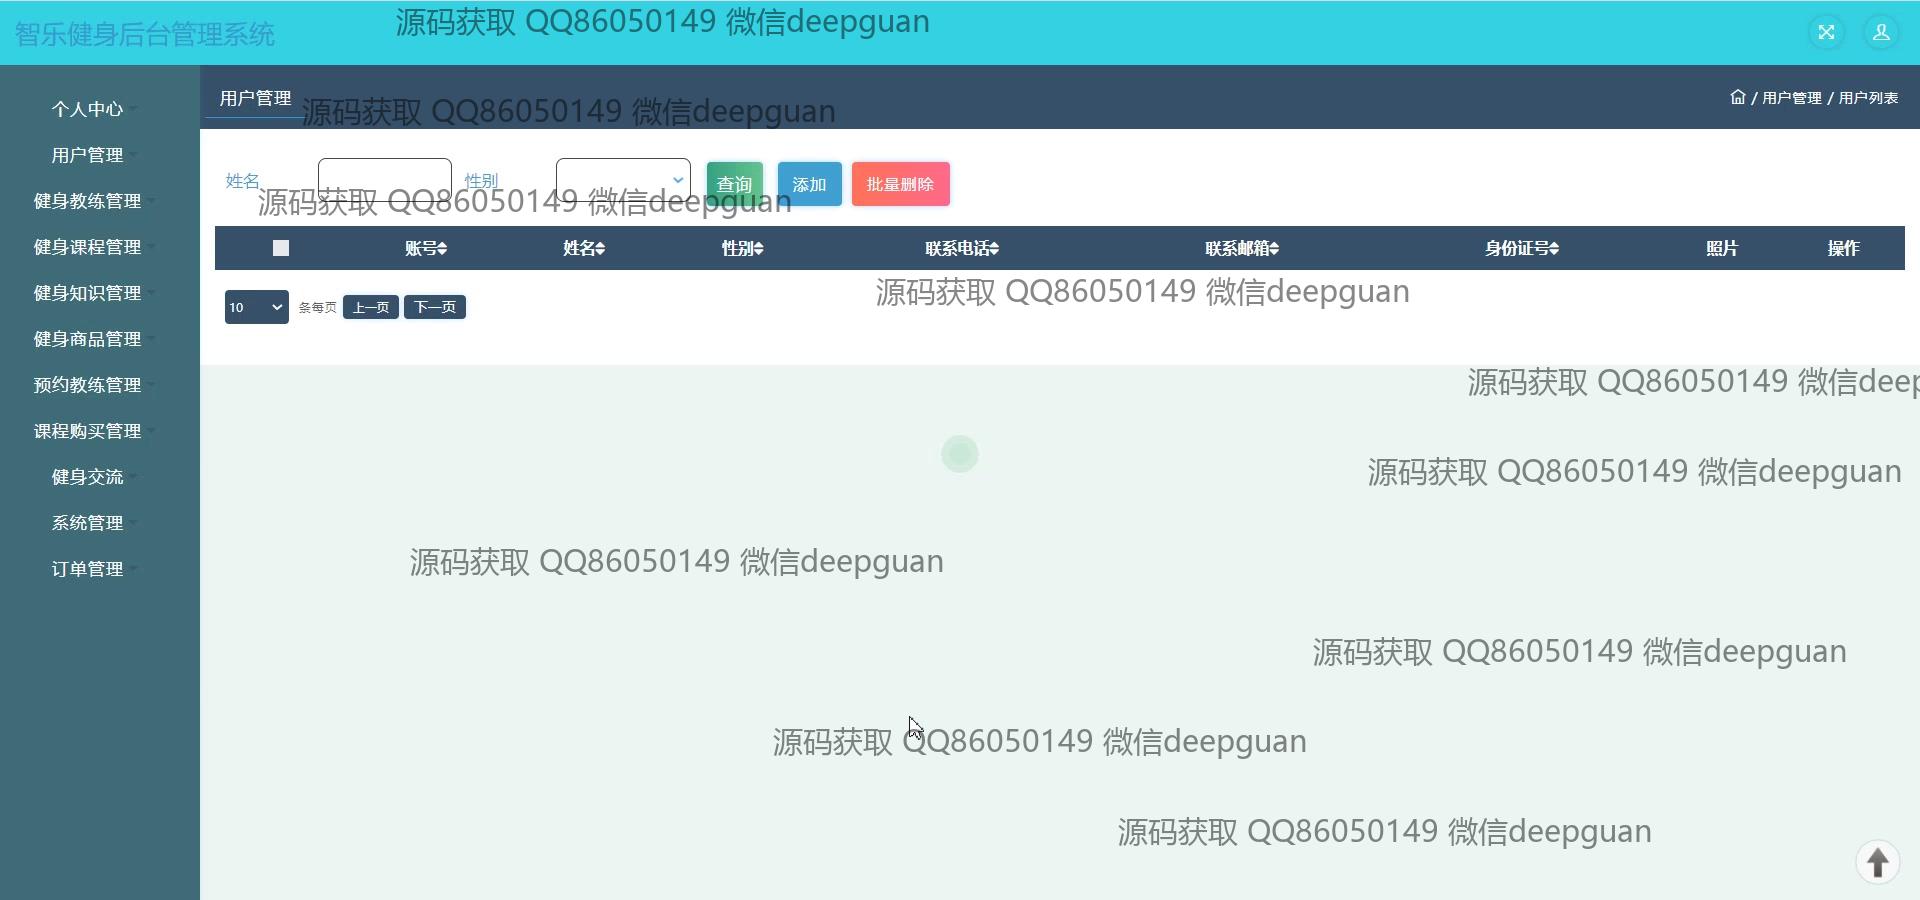 智乐健身后台管理系统
源码获取 QQ86050149 微信deepguan
个人中心
用户管理
健身教练管理
健身课程管理
健身知识管理
健身商品管理
预约教练管理
课程购买管理
健身交流
系统管理
订单管理
用户管理
源码获取 QQ86050149 微信deepguan
/ 用户管理 / 用户列表
姓名 性别 查询 添加 批量删除
源码获取 QQ86050149 微信deepguan
账号 姓名 性别 联系电话 联系邮箱 身份证号 照片 操作
源码获取 QQ86050149 微信deepguan
10 条每页 上一页 下一页
源码获取 QQ86050149 微信deep
源码获取 QQ86050149 微信deepguan
源码获取 QQ86050149 微信deepguan
源码获取 QQ86050149 微信deepguan
源码获取 QQ86050149 微信deepguan
源码获取 QQ86050149 微信deepguan